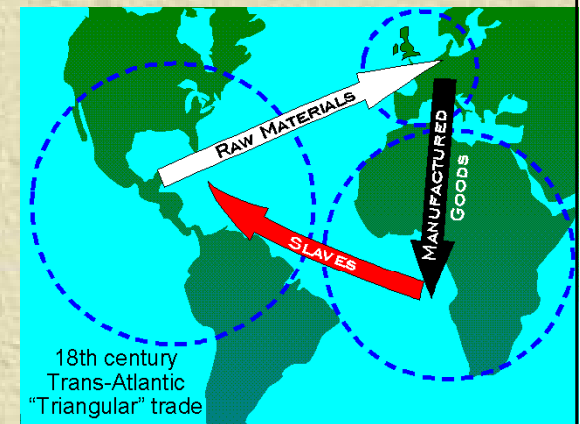 Raw Materials
Manufactured
Goods
Slaves
18th century
Trans-Atlantic
“Triangular” trade